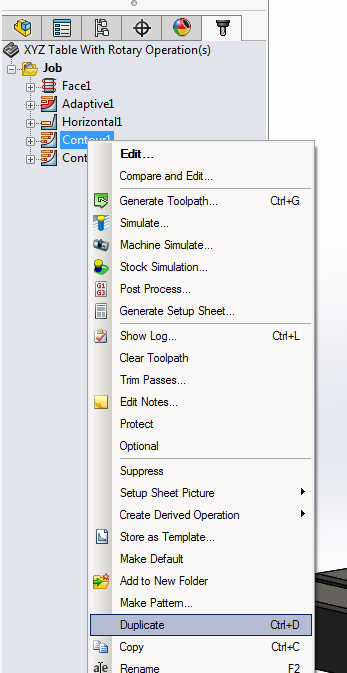 XYZ Table With Rotary Operation(s)
Job
Face1
Adaptive1
Horizontal1
Contour1
Cont
Edit...
Compare and Edit...
Generate Toolpath... Ctrl+G
Simulate...
Machine Simulate...
Stock Simulation...
G1
G3
Post Process...
Generate Setup Sheet...
Show Log... Ctrl+L
Clear Toolpath
Trim Passes...
Edit Notes...
Protect
Optional
Suppress
Setup Sheet Picture
Create Derived Operation
Store as Template...
Make Default
Add to New Folder
Make Pattern...
Duplicate Ctrl+D
Copy Ctrl+C
Rename F2